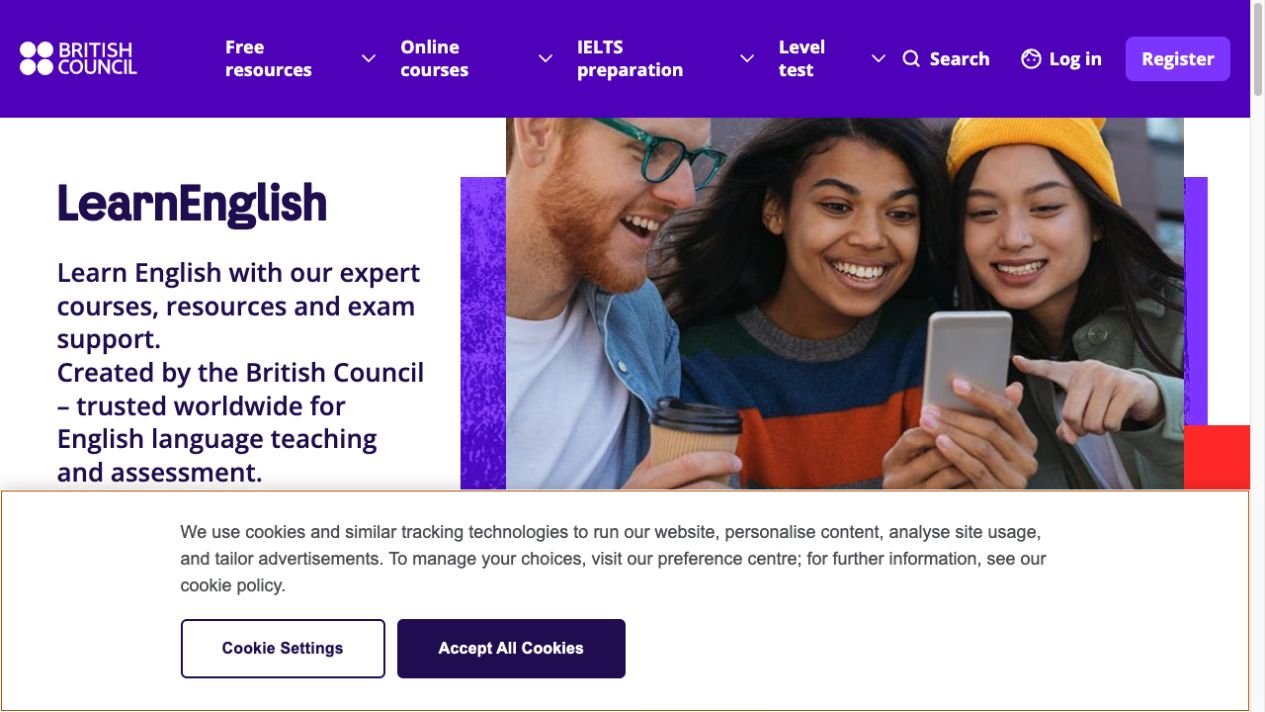 BRITISH
COUNCIL
Free
resources
Online
courses
IELTS
preparation
Level
test
Search
Log in
Register
LearnEnglish
Learn English with our expert
courses, resources and exam
support.
Created by the British Council
– trusted worldwide for
English language teaching
and assessment.
We use cookies and similar tracking technologies to run our website, personalise content, analyse site usage,
and tailor advertisements. To manage your choices, visit our preference centre; for further information, see our
cookie policy.
Cookie Settings
Accept All Cookies